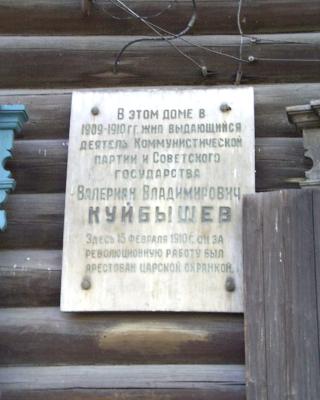 В этом доме в
1909-1910 гг. жил выдающийся
деятель Коммунистической
партии и Советского
государства
Валериан Владимирович
КУЙБЫШЕВ
Здесь 15 февраля 1910 г. он за
революционную работу был
арестован царской охранкой.